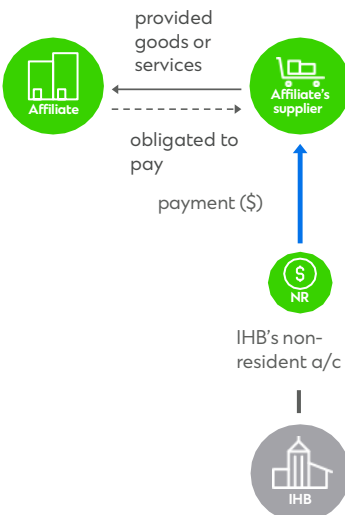 provided
goods or
services
Affiliate
Affiliate's
supplier
obligated to
pay
payment ($)
$
NR
IHB's non-
resident a/c
IHB